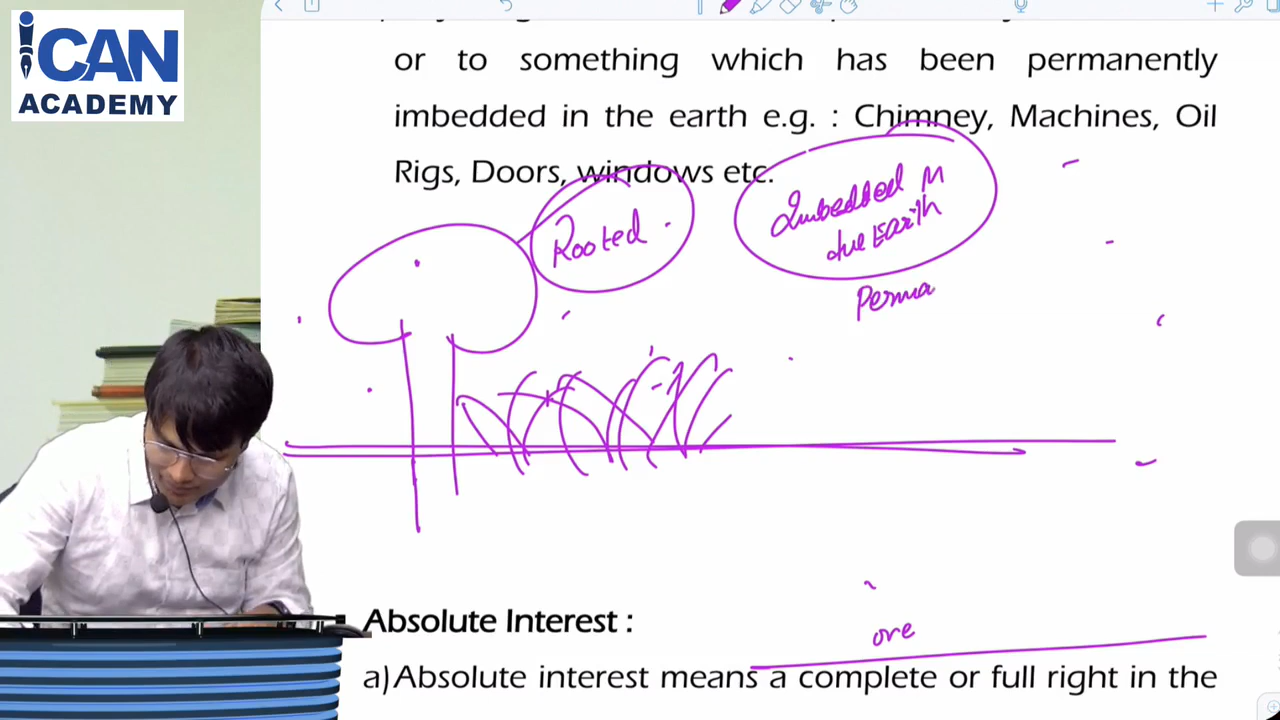 iCAN
ACADEMY
or to something which has been permanently
imbedded in the earth e.g. : Chimney, Machines, Oil
Rigs, Doors, windows etc.
Rooted
Imbedded in
the Earth
Perma
Absolute Interest :
ore
a) Absolute interest means a complete or full right in the